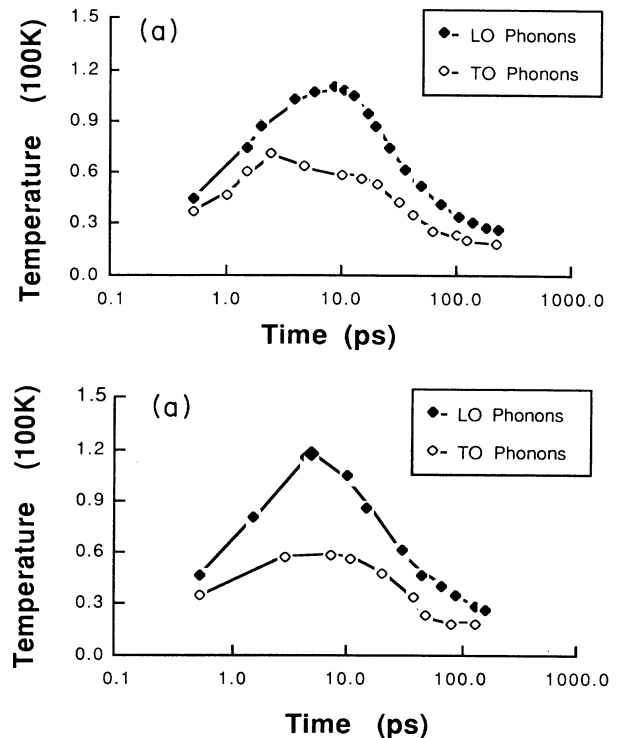 (a)
LO Phonons
TO Phonons
Temperature (100K)
1.5
1.2
0.9
0.6
0.3
0.0
0.1 1.0 10.0 100.0 1000.0
Time (ps)
(a)
LO Phonons
TO Phonons
Temperature (100K)
1.5
1.2
0.9
0.6
0.3
0.0
0.1 1.0 10.0 100.0 1000.0
Time (ps)